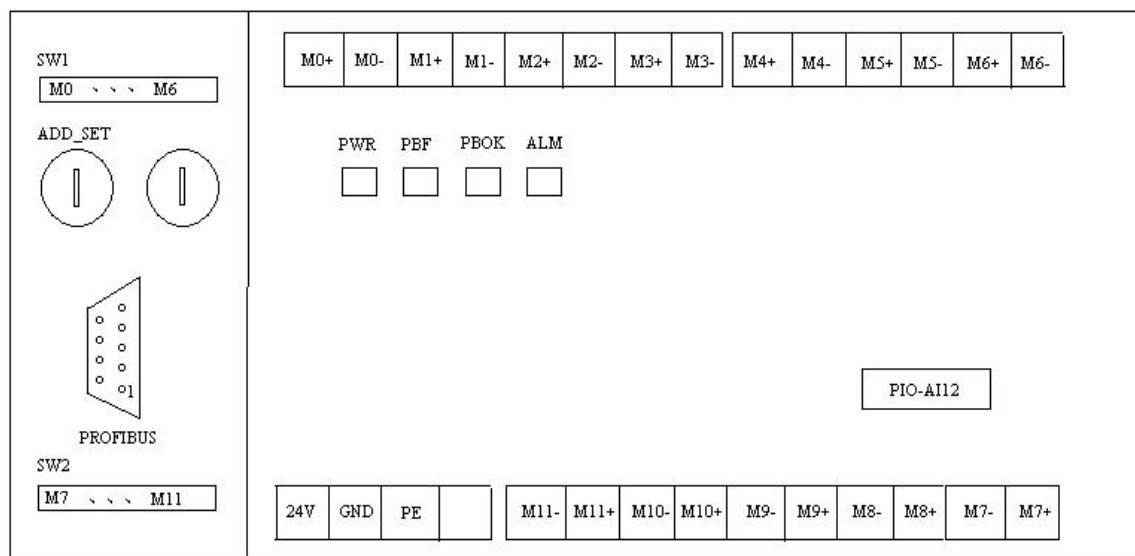 SW1
M0 M6
ADD_SET
PROFIBUS
1
SW2
M7 M11
M0+ M0- M1+ M1- M2+ M2- M3+ M3- M4+ M4- M5+ M5- M6+ M6-
PWR PBF PBOK ALM
PIO-AI12
24V GND PE M11- M11+ M10- M10+ M9- M9+ M8- M8+ M7- M7+